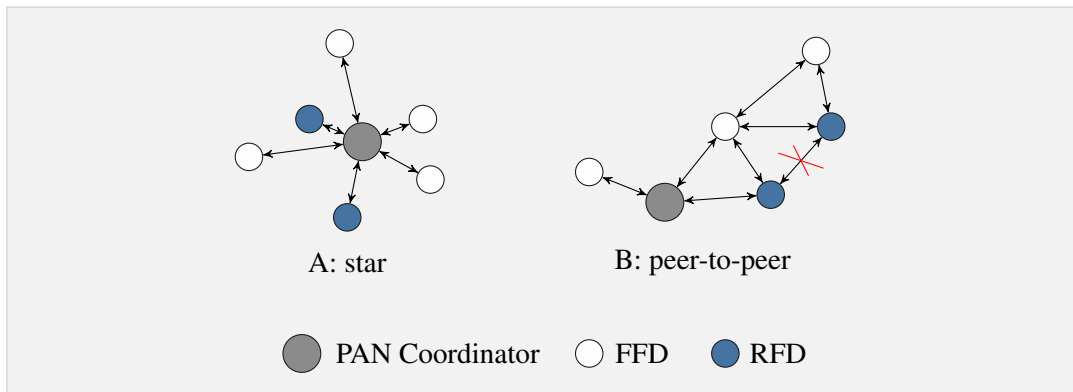 A: star
B: peer-to-peer
PAN Coordinator
FFD
RFD